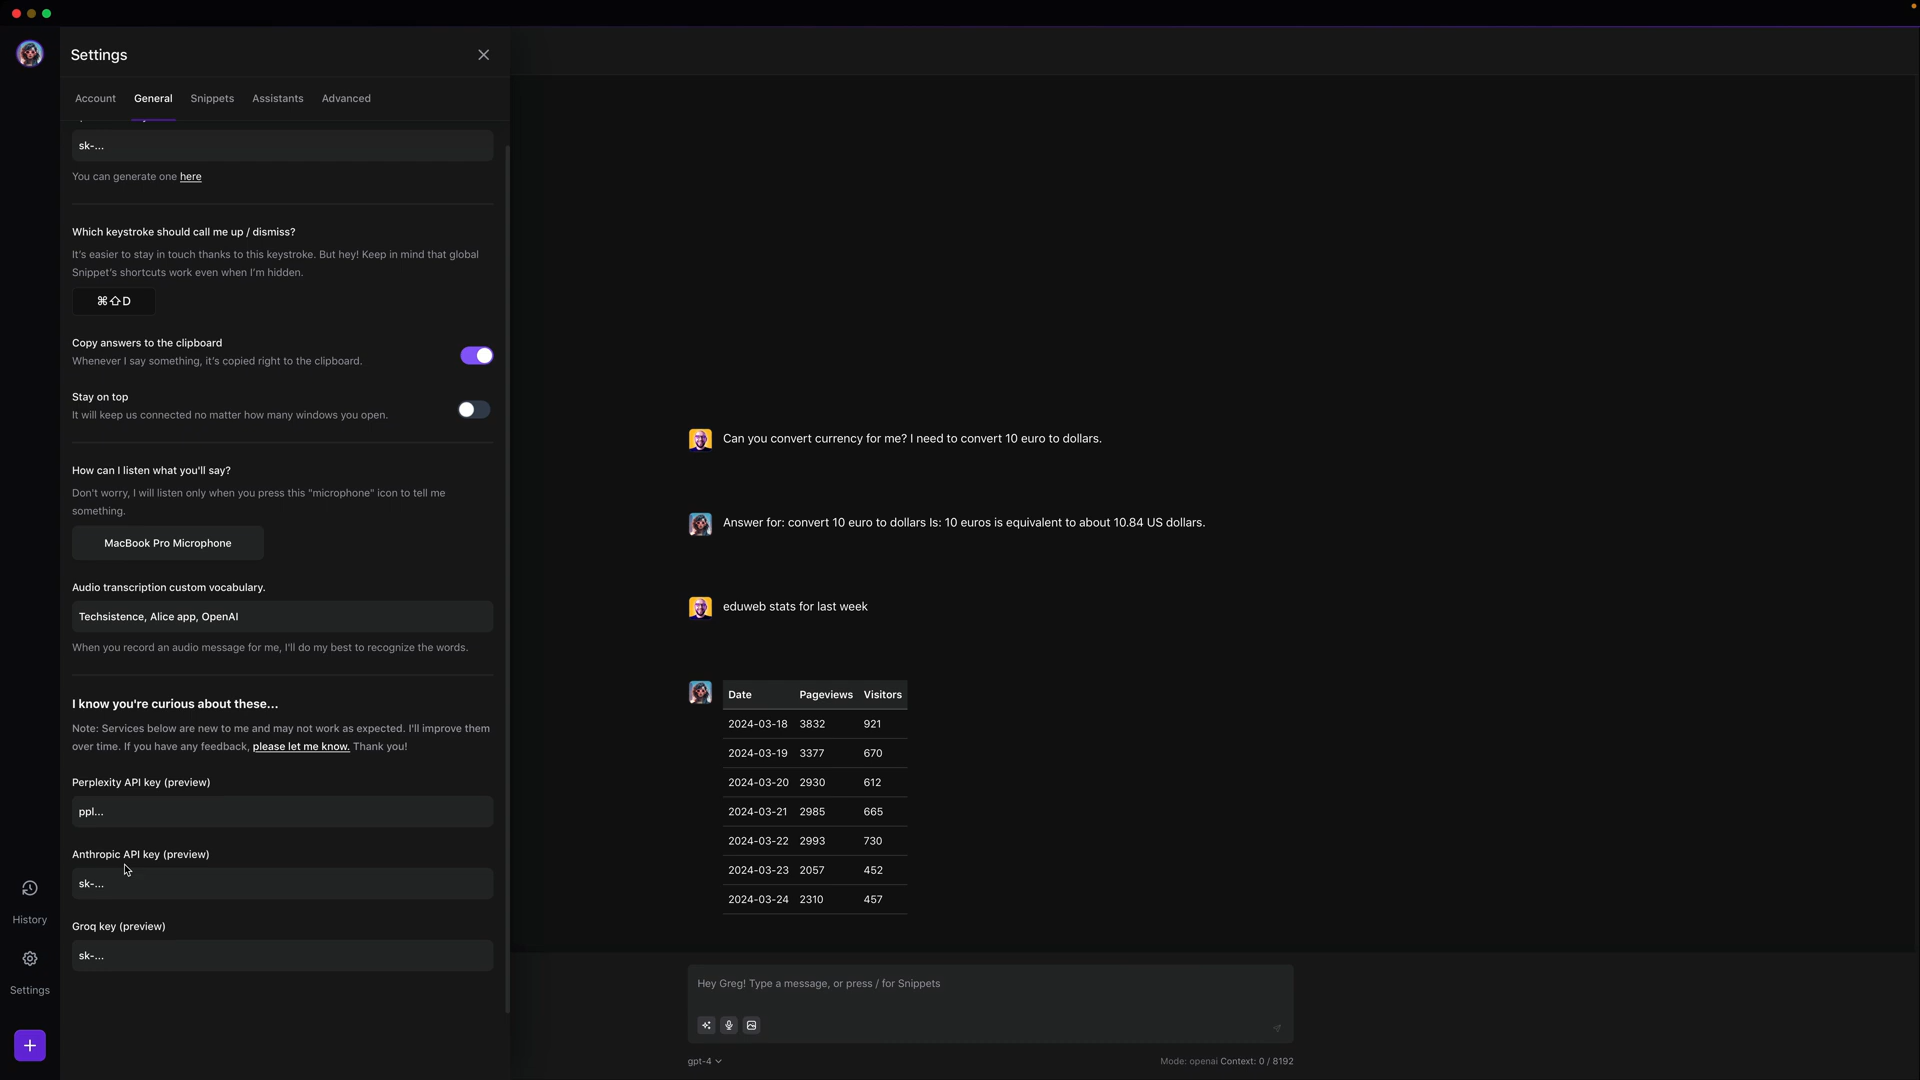 Settings
Account General Snippets Assistants Advanced
sk-...
You can generate one here
Which keystroke should call me up / dismiss?
It's easier to stay in touch thanks to this keystroke. But hey! Keep in mind that global
Snippet's shortcuts work even when I'm hidden.
⌘⇧D
Copy answers to the clipboard
Whenever I say something, it's copied right to the clipboard.
Stay on top
It will keep us connected no matter how many windows you open.
How can I listen what you'll say?
Don't worry, I will listen only when you press this "microphone" icon to tell me
something.
MacBook Pro Microphone
Audio transcription custom vocabulary.
Techsistence, Alice app, OpenAI
When you record an audio message for me, I'll do my best to recognize the words.
I know you're curious about these...
Note: Services below are new to me and may not work as expected. I'll improve them
over time. If you have any feedback, please let me know. Thank you!
Perplexity API key (preview)
ppl...
Anthropic API key (preview)
sk-...
Groq key (preview)
sk-...
History
Settings
Can you convert currency for me? I need to convert 10 euro to dollars.
Answer for: convert 10 euro to dollars Is: 10 euros is equivalent to about 10.84 US dollars.
eduweb stats for last week
Date Pageviews Visitors
2024-03-18 3832 921
2024-03-19 3377 670
2024-03-20 2930 612
2024-03-21 2985 665
2024-03-22 2993 730
2024-03-23 2057 452
2024-03-24 2310 457
Hey Greg! Type a message, or press / for Snippets
gpt-4
Mode: openai Context: 0 / 8192